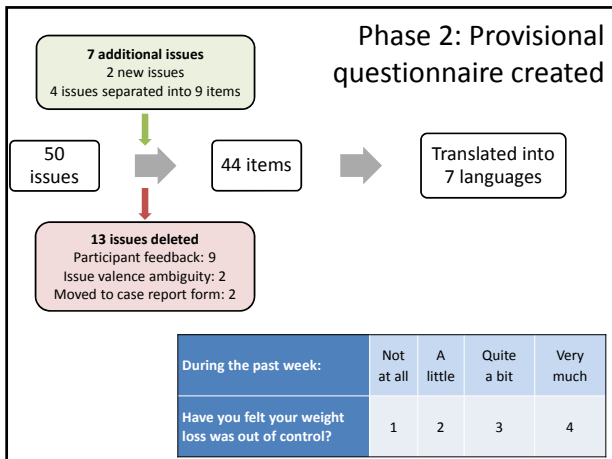 Phase 2: Provisional
questionnaire created
7 additional issues
2 new issues
4 issues separated into 9 items
50
issues
44 items
Translated into
7 languages
13 issues deleted
Participant feedback: 9
Issue valence ambiguity: 2
Moved to case report form: 2
During the past week:
Not
at all
A
little
Quite
a bit
Very
much
Have you felt your weight
loss was out of control?
1
2
3
4